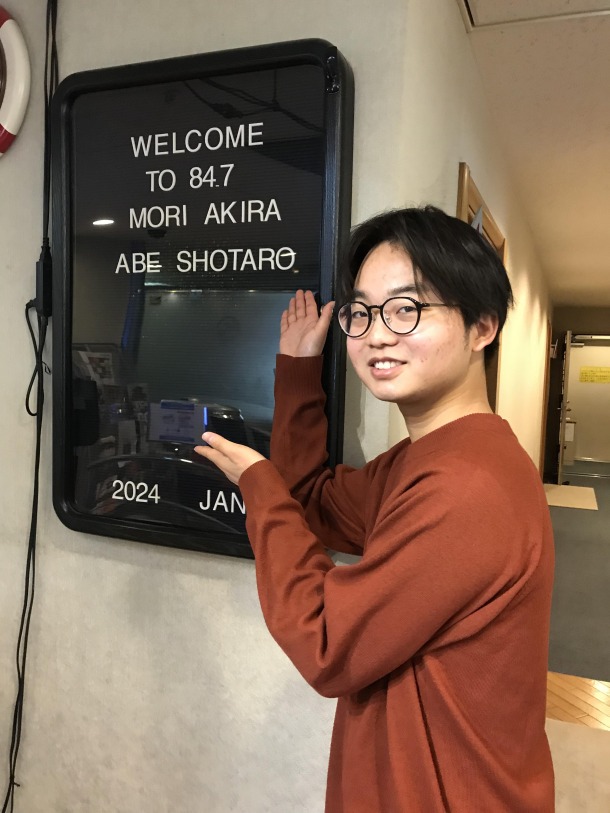 WELCOME
TO 84.7
MORI AKIRA
ABE SHOTARO
2024 JAN